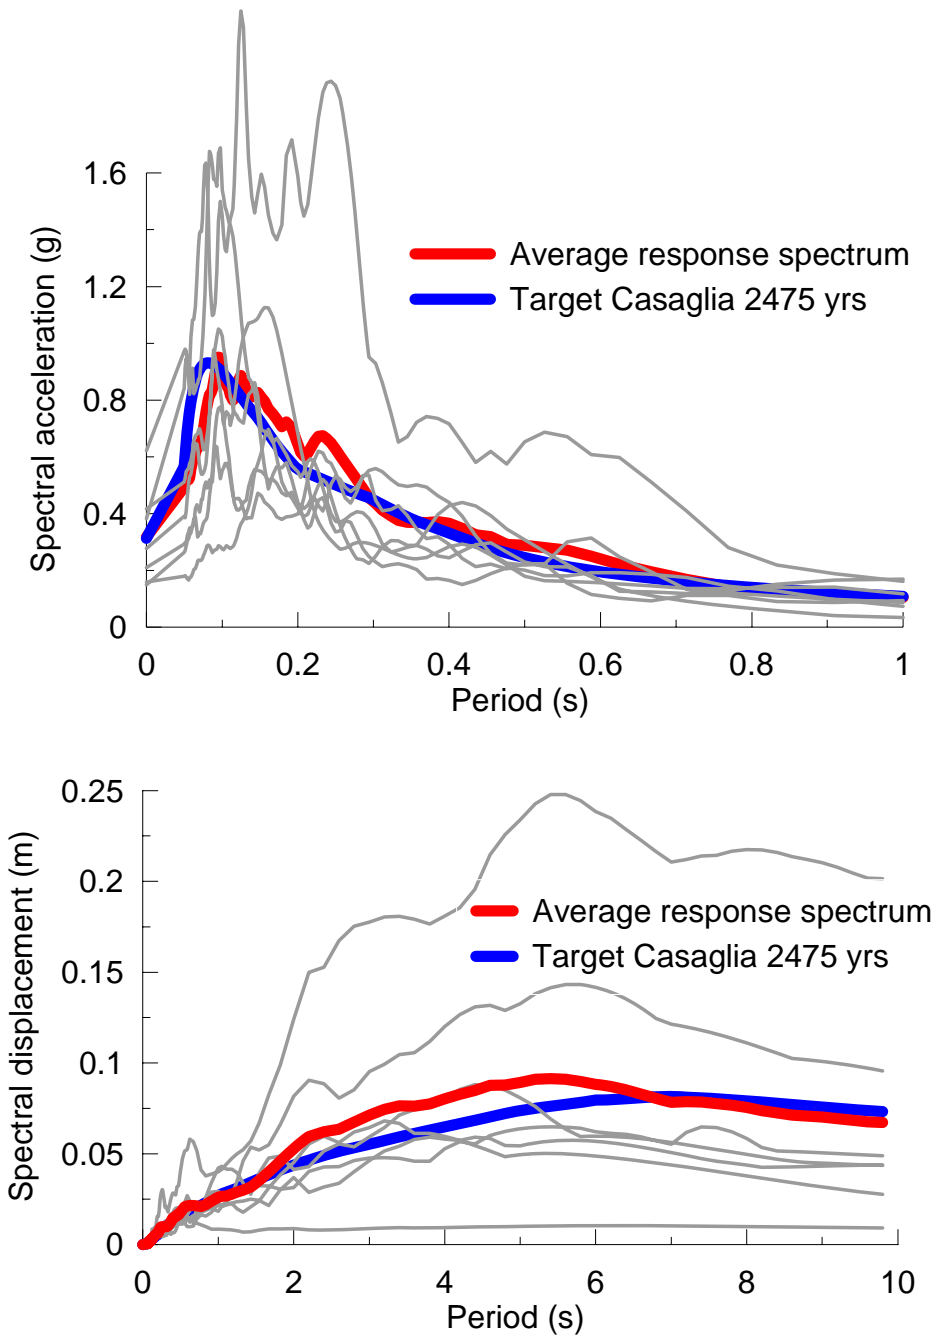 1.6
1.2
0.8
0.4
0
Spectral acceleration (g)
Average response spectrum
Target Casaglia 2475 yrs
0 0.2 0.4 0.6 0.8 1
Period (s)
0.25
0.2
0.15
0.1
0.05
0
Spectral displacement (m)
Average response spectrum
Target Casaglia 2475 yrs
0 2 4 6 8 10
Period (s)